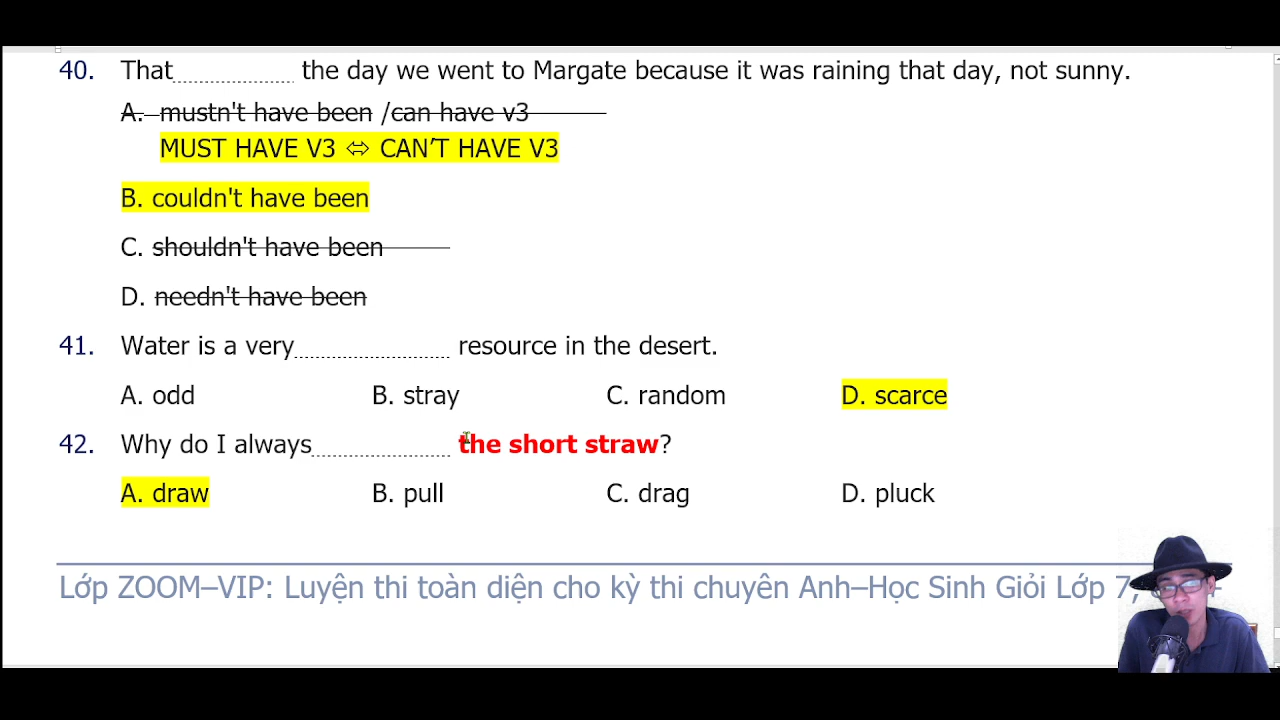 40. That............... the day we went to Margate because it was raining that day, not sunny.
A. mustn't have been /can have v3
MUST HAVE V3 ⇔ CAN'T HAVE V3
B. couldn't have been
C. shouldn't have been
D. needn't have been
41. Water is a very............... resource in the desert.
A. odd B. stray C. random D. scarce
42. Why do I always............... the short straw?
A. draw B. pull C. drag D. pluck
Lớp ZOOM–VIP: Luyện thi toàn diện cho kỳ thi chuyên Anh–Học Sinh Giỏi Lớp 7,